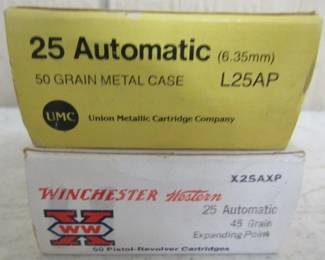 25 Automatic (6.35mm)
50 GRAIN METAL CASE L25AP
UMC Union Metallic Cartridge Company
X25AXP
WINCHESTER Western
25 Automatic
45 Grain
Expanding Point
X
WW
50 Pistol-Revolver Cartridges